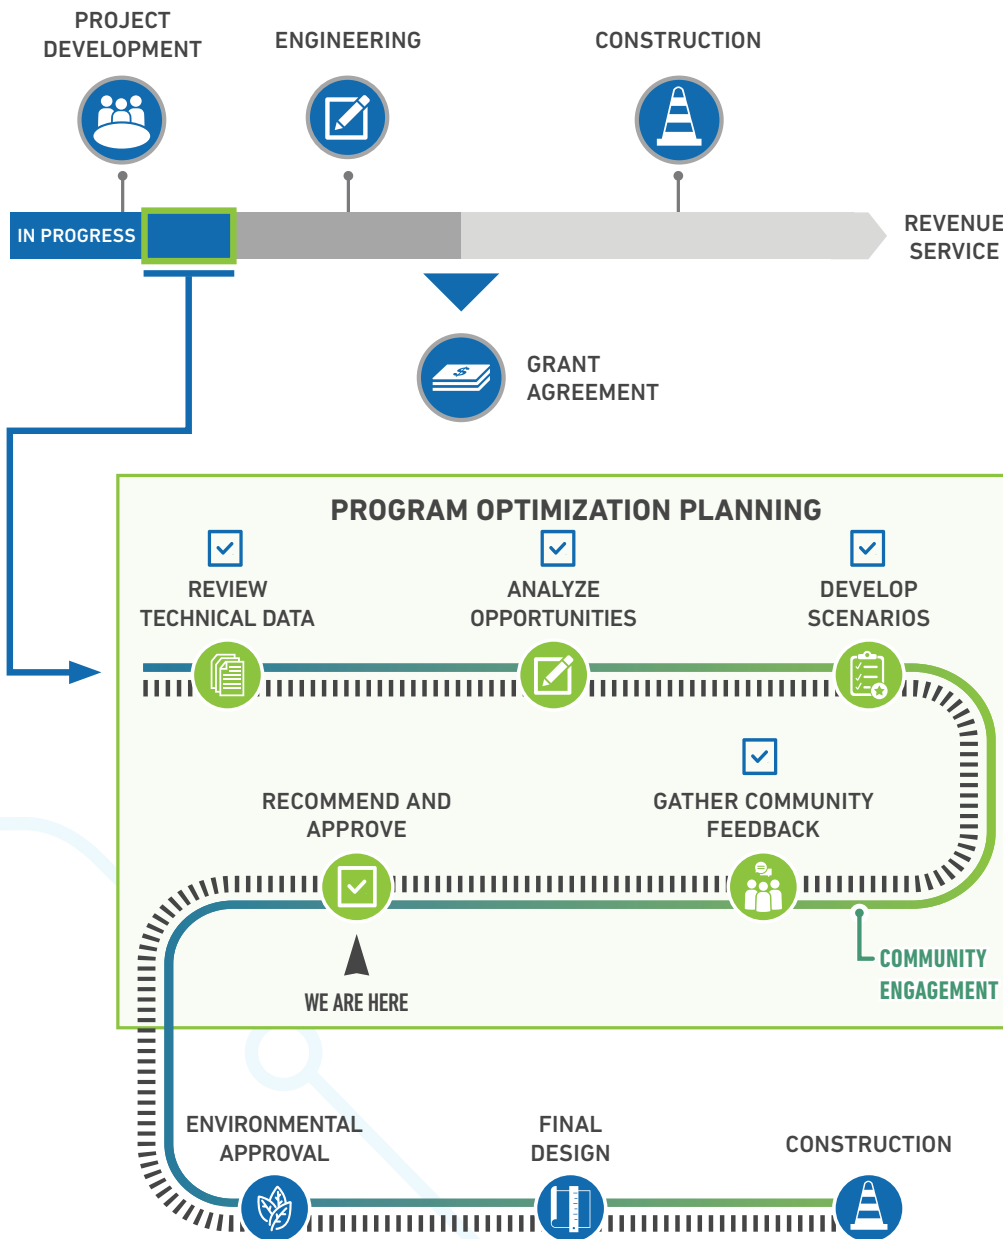 PROJECT
DEVELOPMENT
ENGINEERING
CONSTRUCTION
IN PROGRESS
REVENUE
SERVICE
$
GRANT
AGREEMENT
PROGRAM OPTIMIZATION PLANNING
REVIEW
TECHNICAL DATA
ANALYZE
OPPORTUNITIES
DEVELOP
SCENARIOS
RECOMMEND AND
APPROVE
GATHER COMMUNITY
FEEDBACK
COMMUNITY
ENGAGEMENT
WE ARE HERE
ENVIRONMENTAL
APPROVAL
FINAL
DESIGN
CONSTRUCTION